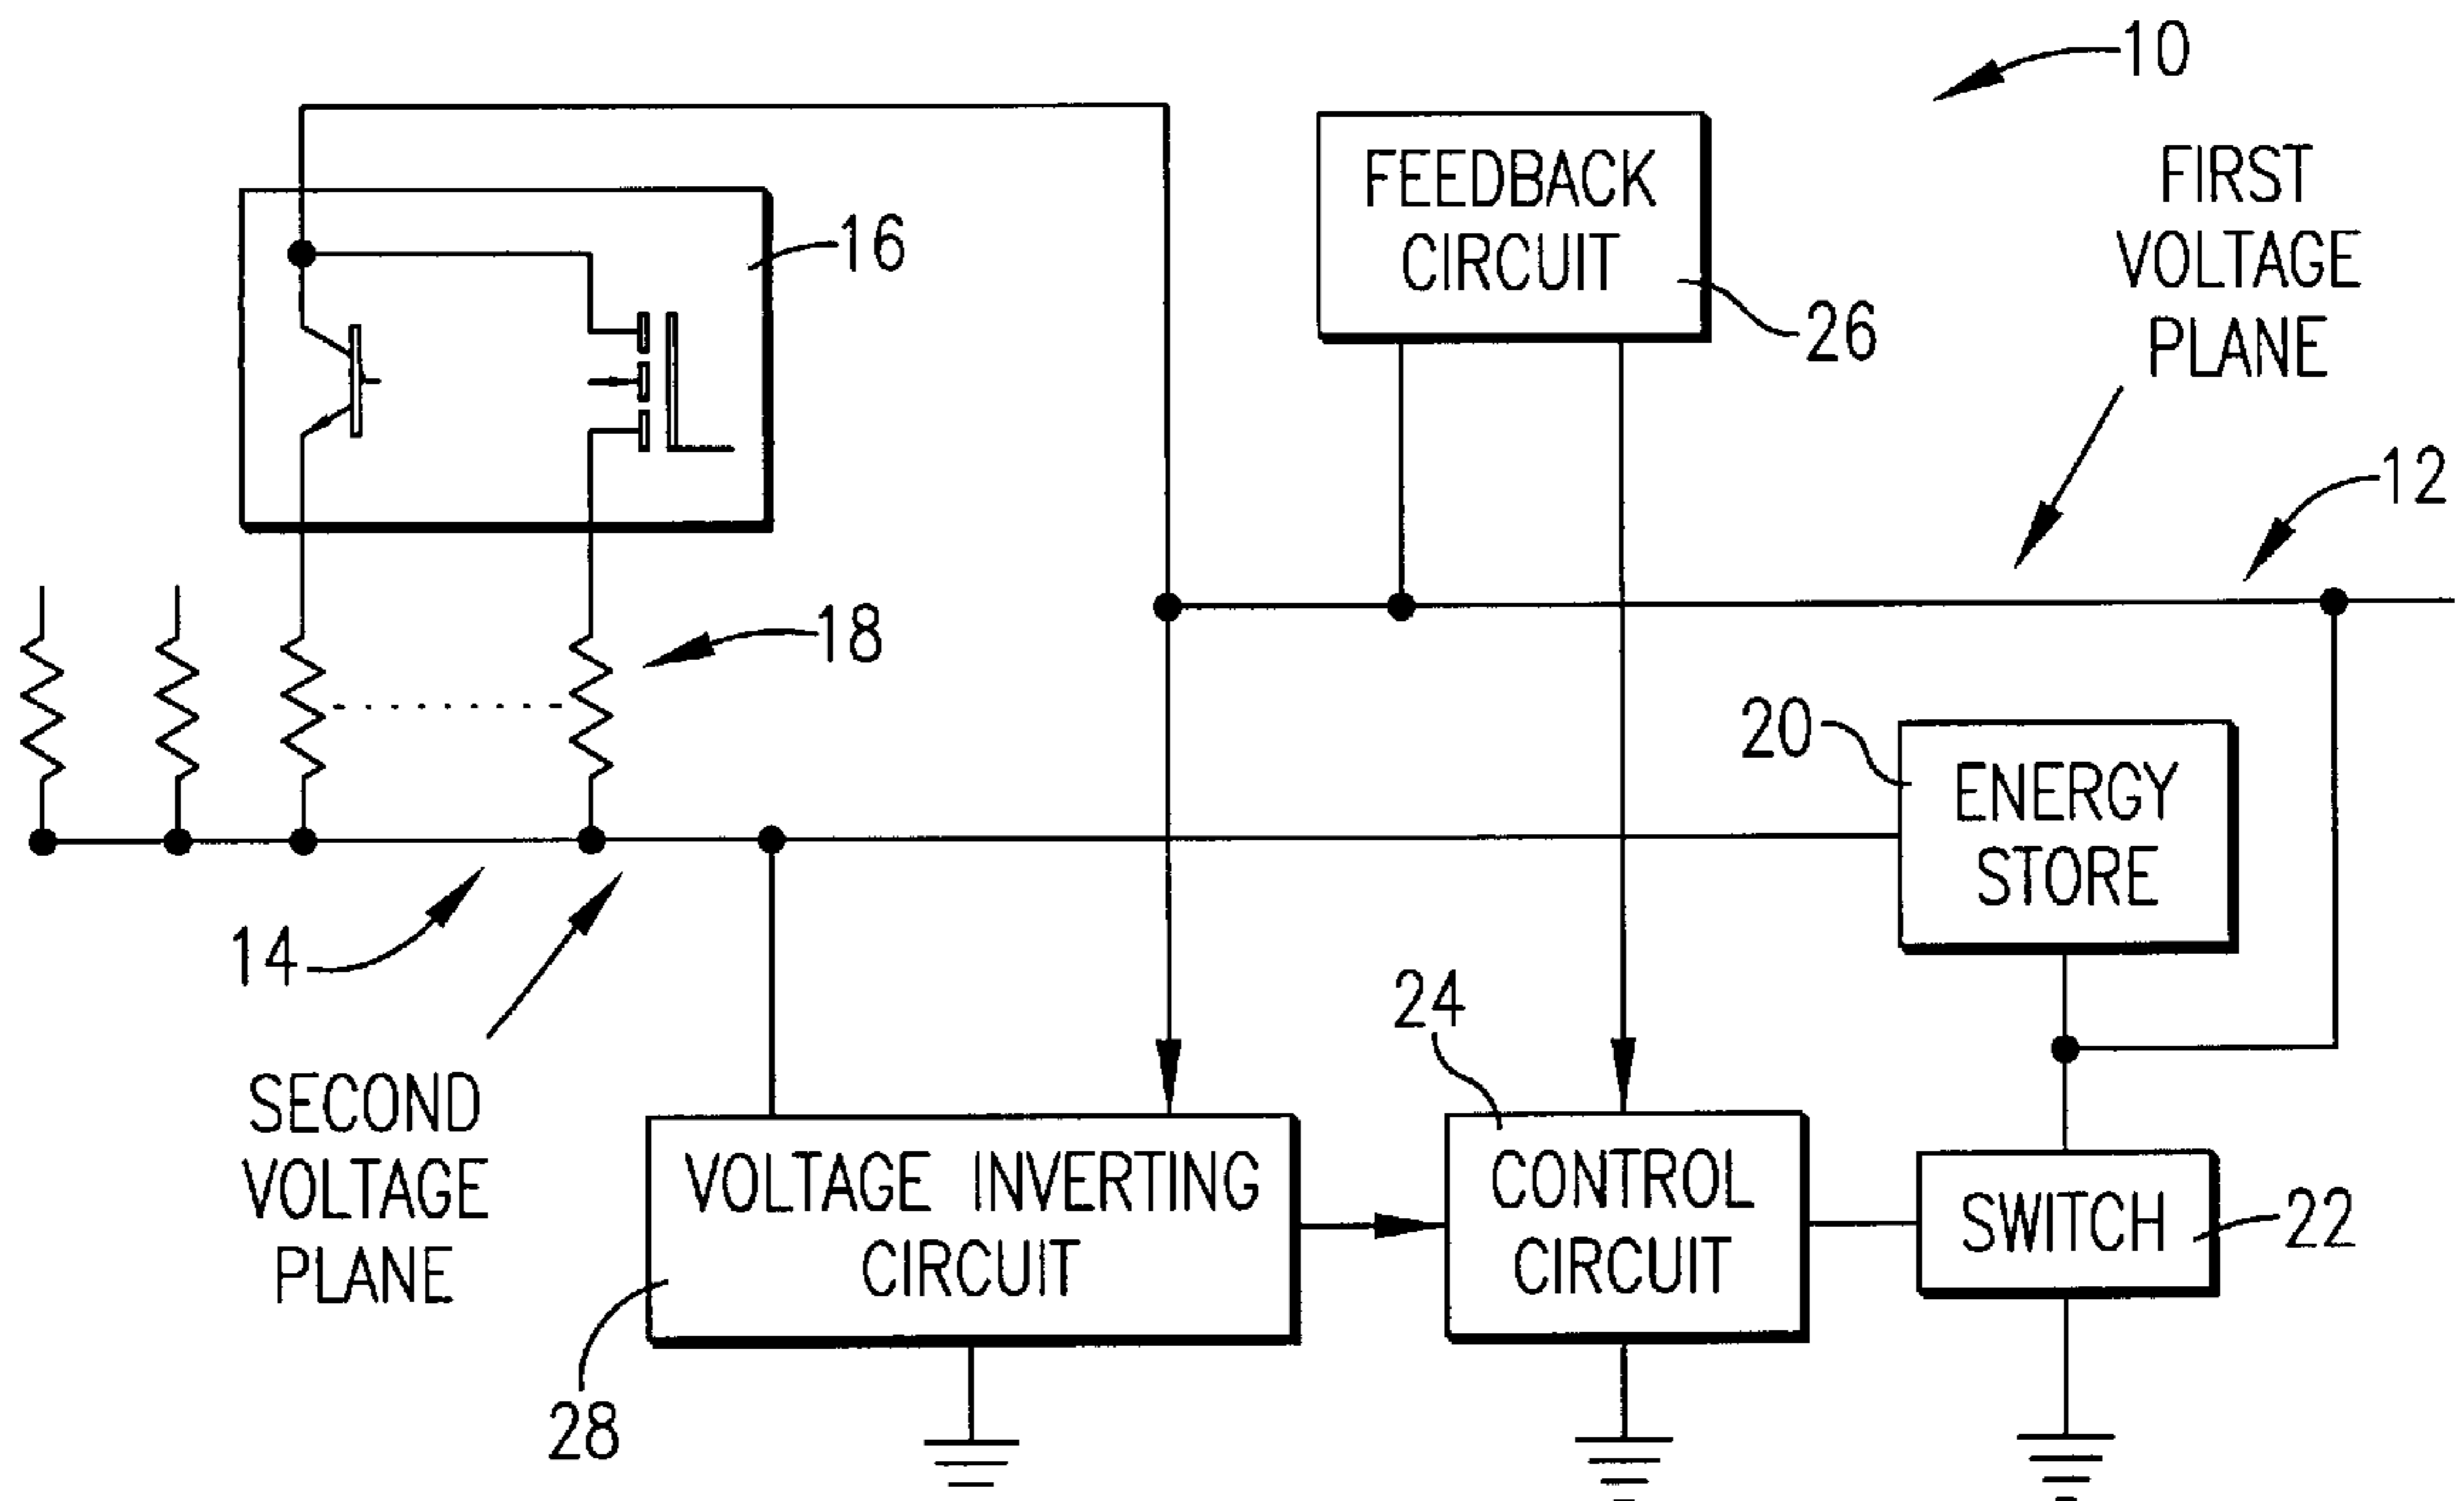 10
FEEDBACK
CIRCUIT
FIRST
VOLTAGE
PLANE
16
26
12
18
20
ENERGY
STORE
14
24
SECOND
VOLTAGE
PLANE
VOLTAGE INVERTING
CIRCUIT
CONTROL
CIRCUIT
SWITCH
22
28